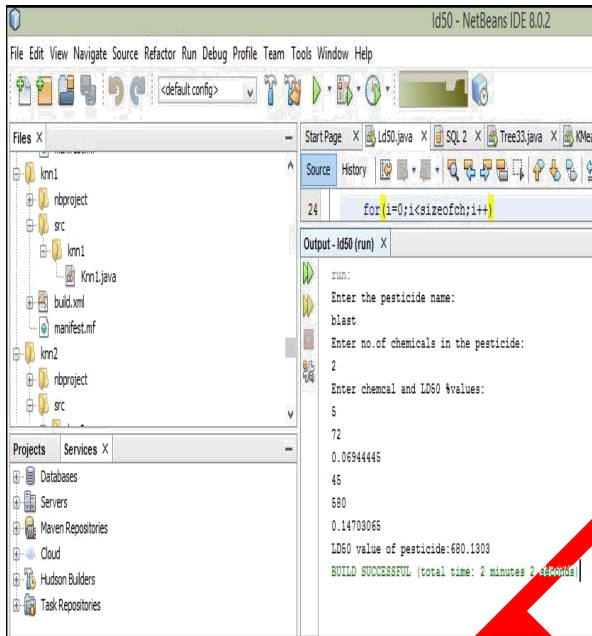 Id50 - NetBeans IDE 8.0.2
File Edit View Navigate Source Refactor Run Debug Profile Team Tools Window Help
<default config>
Files X
Start Page X Ld50.java X SQL 2 X Tree33.java X KMea
Source History
manifest.mf
knn1
nbproject
src
knn1
Knn1.java
build.xml
manifest.mf
knn2
nbproject
src
24 for(i=0;i<sizeofch;i++)
Output - ld50 (run) X
run:
Enter the pesticide name:
blast
Enter no.of chemicals in the pesticide:
2
Enter chemcal and LD50 %values:
5
72
0.06944445
45
580
0.14703065
LD50 value of pesticide:680.1303
BUILD SUCCESSFUL (total time: 2 minutes 2 seconds)
Projects Services X
Databases
Servers
Maven Repositories
Cloud
Hudson Builders
Task Repositories